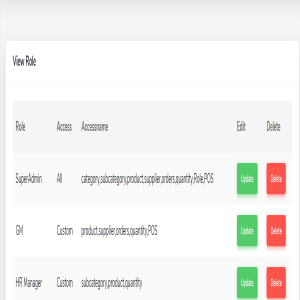 View Role
Role Access Accessname Edit Delete
SuperAdmin All category,subcategory,product,supplier,orders,quantity,Role,POS Update Delete
GM Custom product,supplier,orders,quantity,POS Update Delete
HR Manager Custom subcategory,product,quantity Update Delete